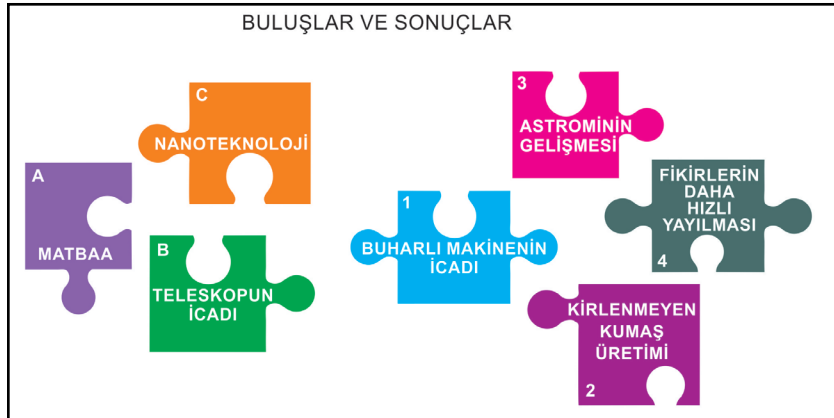 BULUŞLAR VE SONUÇLAR
A
MATBAA
C
NANOTEKNOLOJİ
B
TELESKOPUN
İCADI
1
BUHARLI MAKİNENİN
İCADI
3
ASTROMİNİN
GELİŞMESİ
FİKİRLERİN
DAHA
HIZLI
YAYILMASI
4
KİRLENMEYEN
KUMAŞ
ÜRETİMİ
2